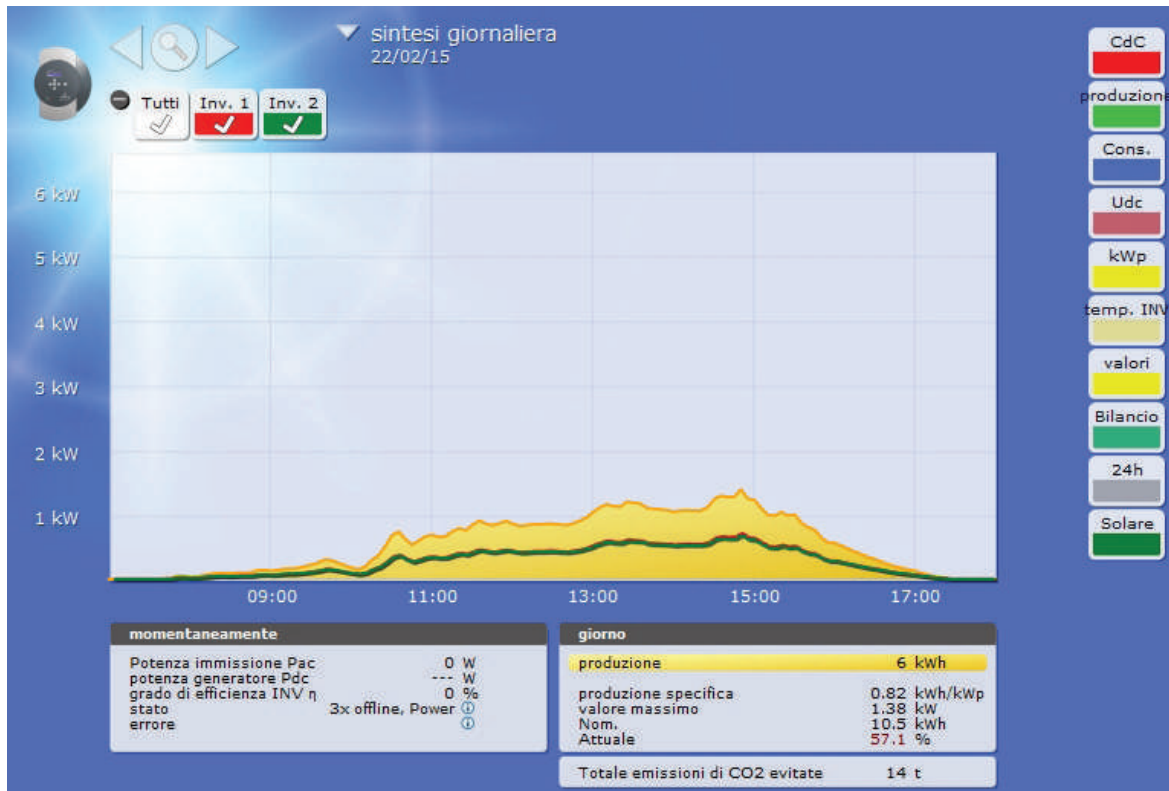 sintesi giornaliera
22/02/15
Tutti
Inv. 1
Inv. 2
CdC
produzione
Cons.
Udc
kWp
temp. INV
valori
Bilancio
24h
Solare
6 kW
5 kW
4 kW
3 kW
2 kW
1 kW
09:00 11:00 13:00 15:00 17:00
momentaneamente
Potenza immissione Pac 0 W
potenza generatore Pdc --- W
grado di efficienza INV η 0 %
stato 3x offline, Power
errore
giorno
produzione 6 kWh
produzione specifica 0.82 kWh/kWp
valore massimo 1.38 kW
Nom. 10.5 kWh
Attuale 57.1 %
Totale emissioni di CO2 evitate 14 t